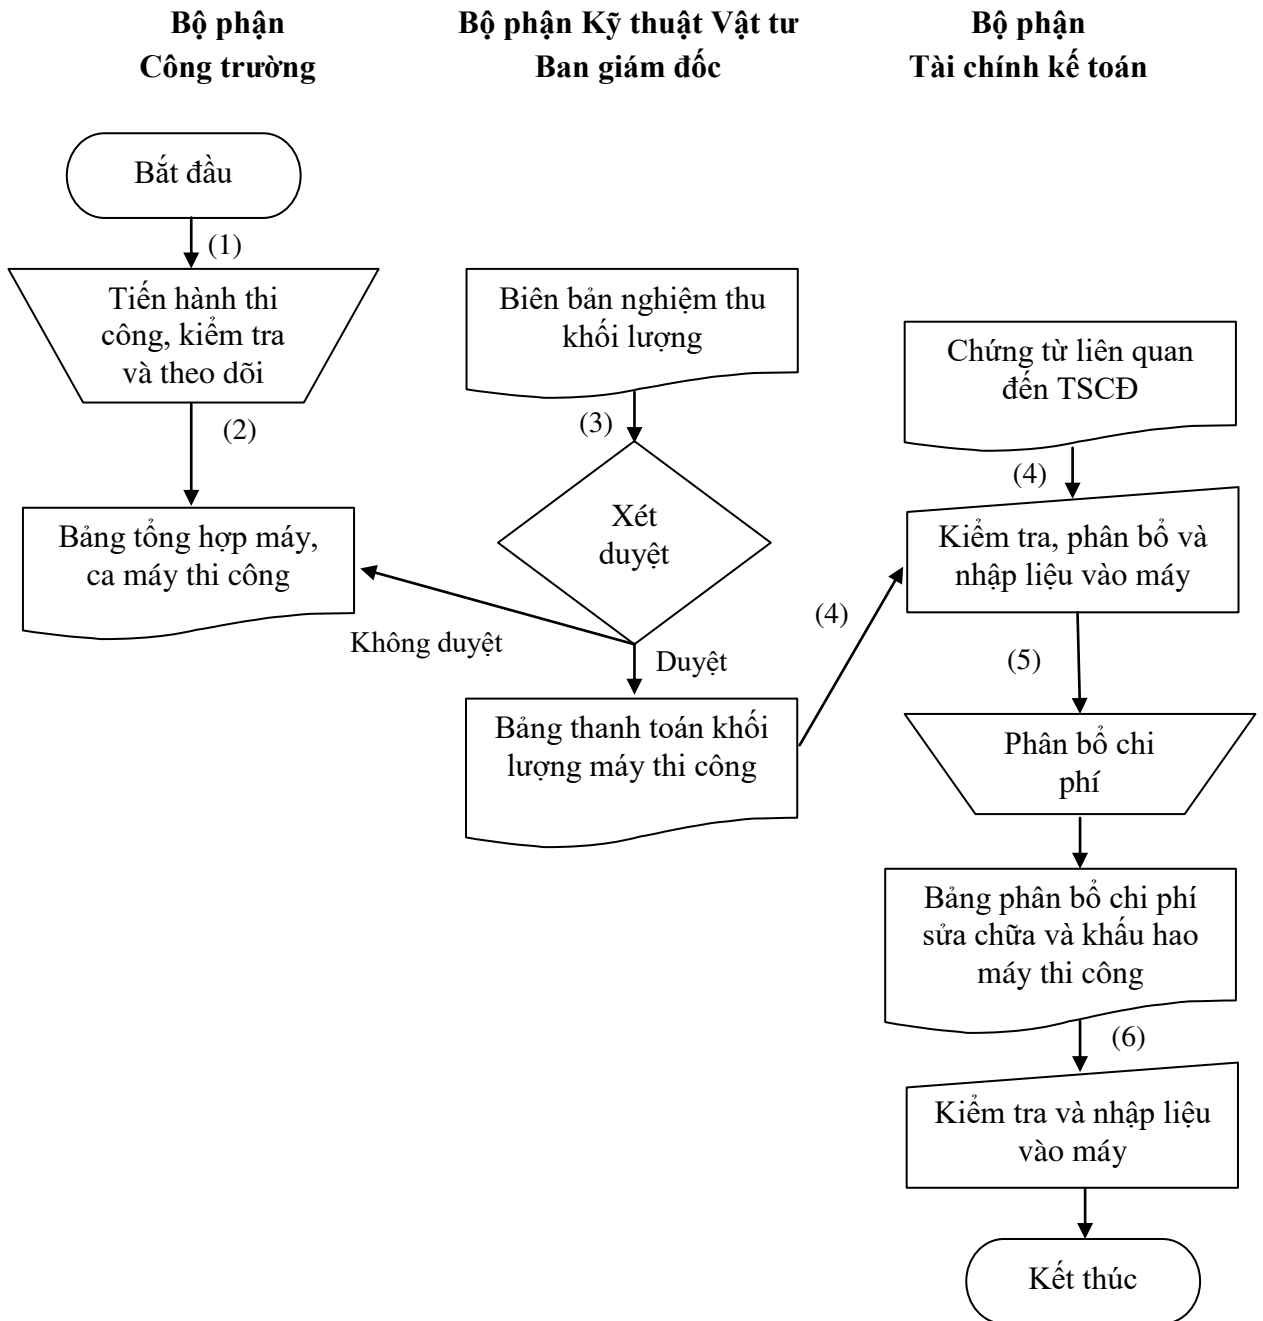 Bộ phận
Công trường
Bộ phận Kỹ thuật Vật tư
Ban giám đốc
Bộ phận
Tài chính kế toán
Bắt đầu
(1)
Tiến hành thi
công, kiểm tra
và theo dõi
(2)
Bảng tổng hợp máy,
ca máy thi công
Biên bản nghiệm thu
khối lượng
(3)
Xét
duyệt
Không duyệt
Duyệt
Bảng thanh toán khối
lượng máy thi công
(4)
Chứng từ liên quan
đến TSCĐ
(4)
Kiểm tra, phân bổ và
nhập liệu vào máy
(5)
Phân bổ chi
phí
Bảng phân bổ chi phí
sửa chữa và khấu hao
máy thi công
(6)
Kiểm tra và nhập liệu
vào máy
Kết thúc